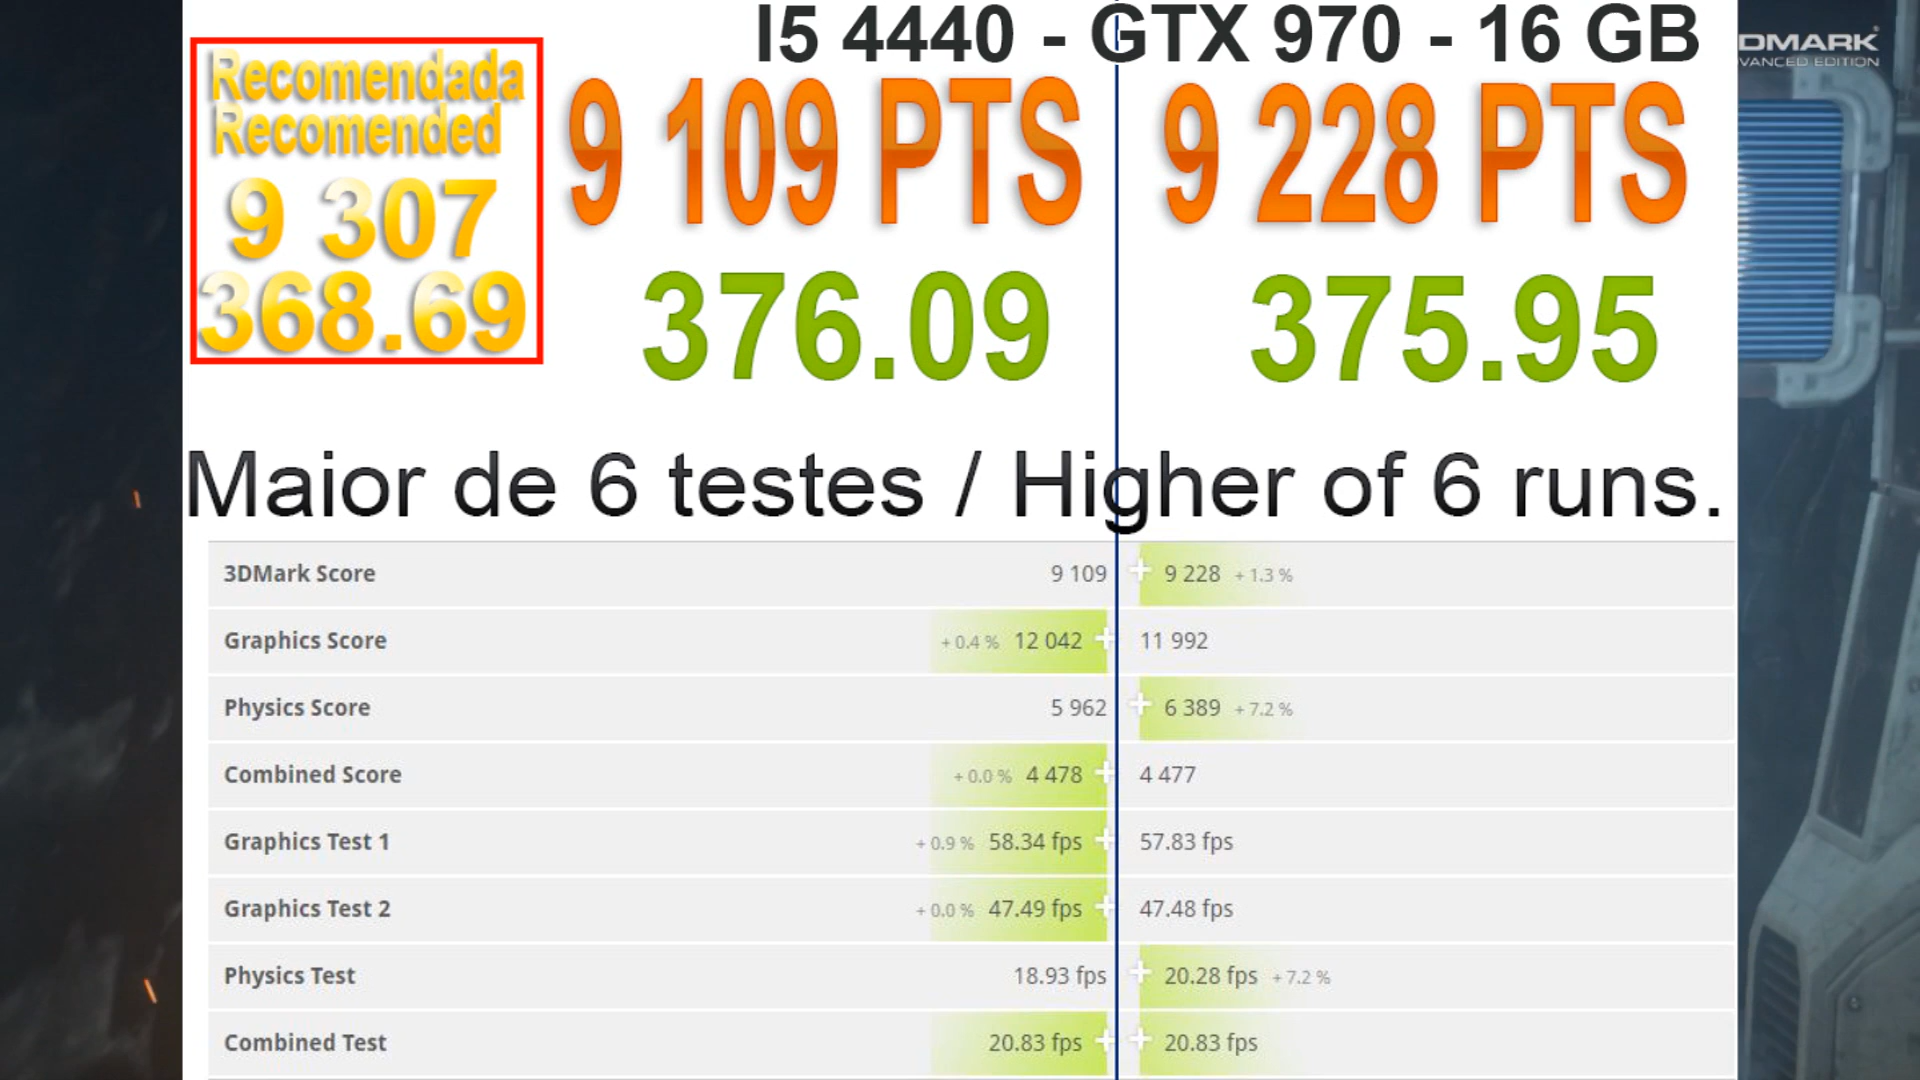 I5 4440 - GTX 970 - 16 GB
DMARK
VANCED EDITION
Recomendada
Recomended
9 307
368.69
9 109 PTS
9 228 PTS
376.09
375.95
Maior de 6 testes / Higher of 6 runs.
3DMark Score 9 109 + 9 228 + 1.3 %
Graphics Score + 0.4 % 12 042 + 11 992
Physics Score 5 962 + 6 389 + 7.2 %
Combined Score + 0.0 % 4 478 + 4 477
Graphics Test 1 + 0.9 % 58.34 fps + 57.83 fps
Graphics Test 2 + 0.0 % 47.49 fps + 47.48 fps
Physics Test 18.93 fps + 20.28 fps + 7.2 %
Combined Test 20.83 fps + + 20.83 fps